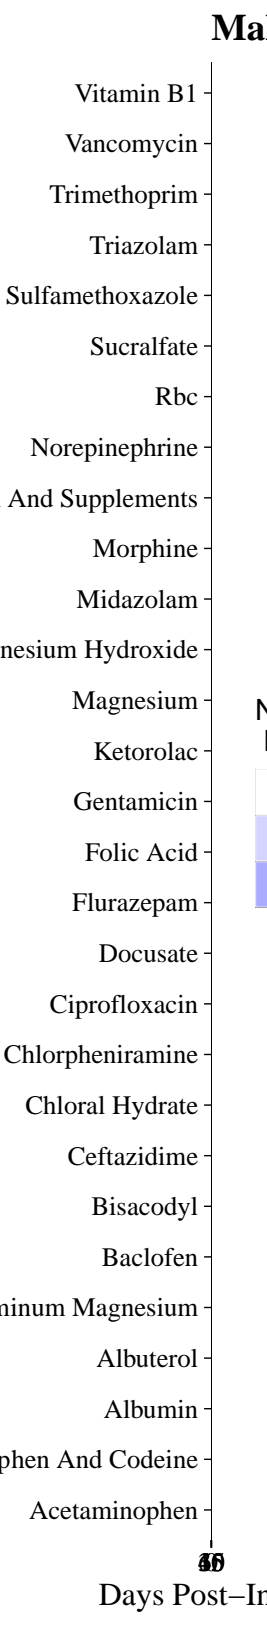 Vitamin B1
Vancomycin
Trimethoprim
Triazolam
Sulfamethoxazole
Sucralfate
Rbc
Norepinephrine
And Supplements
Morphine
Midazolam
nesium Hydroxide
Magnesium
Ketorolac
Gentamicin
Folic Acid
Flurazepam
Docusate
Ciprofloxacin
Chlorpheniramine
Chloral Hydrate
Ceftazidime
Bisacodyl
Baclofen
minum Magnesium
Albuterol
Albumin
phen And Codeine
Acetaminophen
Days Post−In